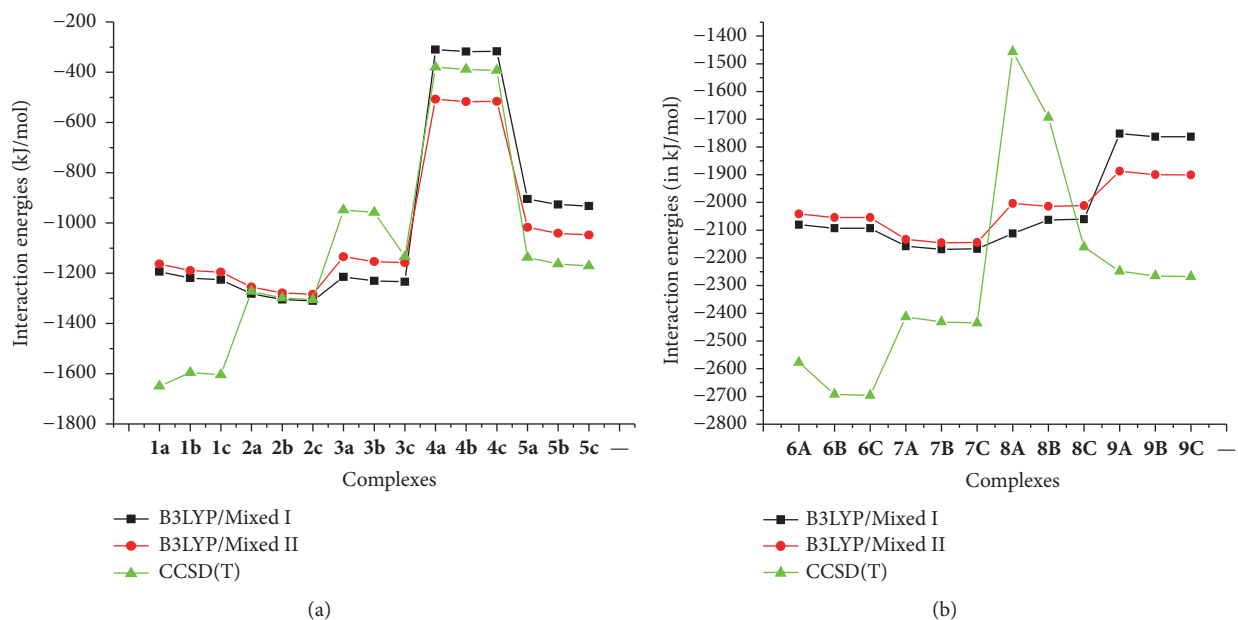 (a)
Interaction energies (kJ/mol)
−200
−400
−600
−800
−1000
−1200
−1400
−1600
−1800
1a 1b 1c 2a 2b 2c 3a 3b 3c 4a 4b 4c 5a 5b 5c —
Complexes
B3LYP/Mixed I
B3LYP/Mixed II
CCSD(T)
(a)
(b)
Interaction energies (in kJ/mol)
−1400
−1500
−1600
−1700
−1800
−1900
−2000
−2100
−2200
−2300
−2400
−2500
−2600
−2700
−2800
6A 6B 6C 7A 7B 7C 8A 8B 8C 9A 9B 9C —
Complexes
B3LYP/Mixed I
B3LYP/Mixed II
CCSD(T)
(b)